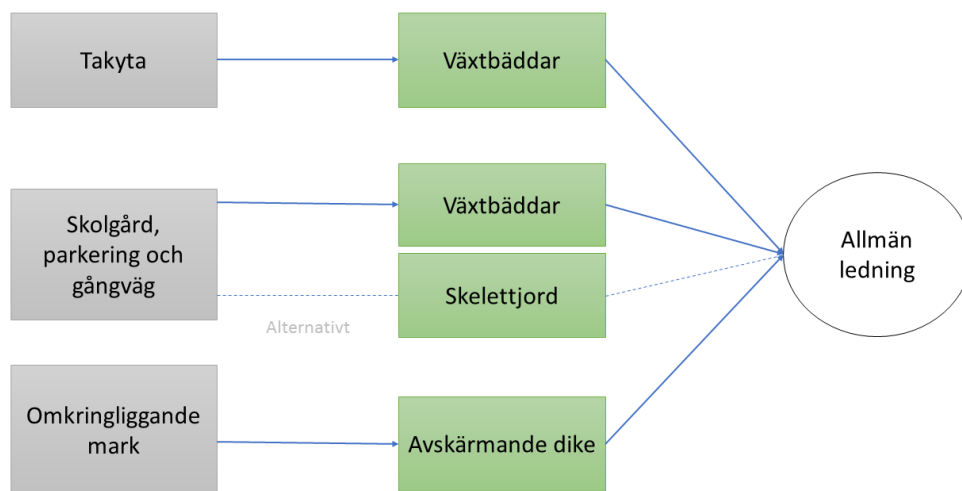 Takyta
Växtbäddar
Skolgård,
parkering och
gångväg
Växtbäddar
Skelettjord
Alternativt
Allmän
ledning
Omkringliggande
mark
Avskärmande dike